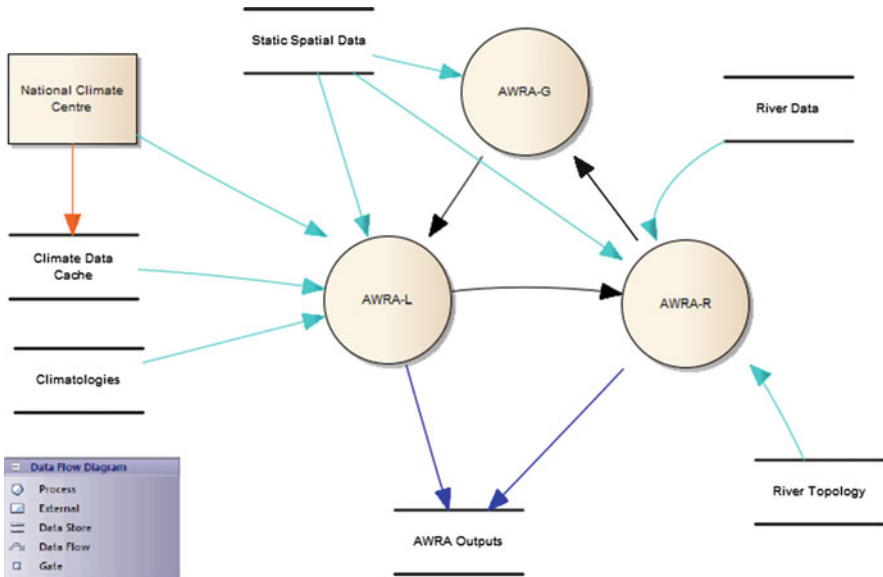 Static Spatial Data
National Climate
Centre
AWRA-G
River Data
Climate Data
Cache
AWRA-L
AWRA-R
Climatologies
Data Flow Diagram
Process
External
Data Store
Data Flow
Gate
River Topology
AWRA Outputs